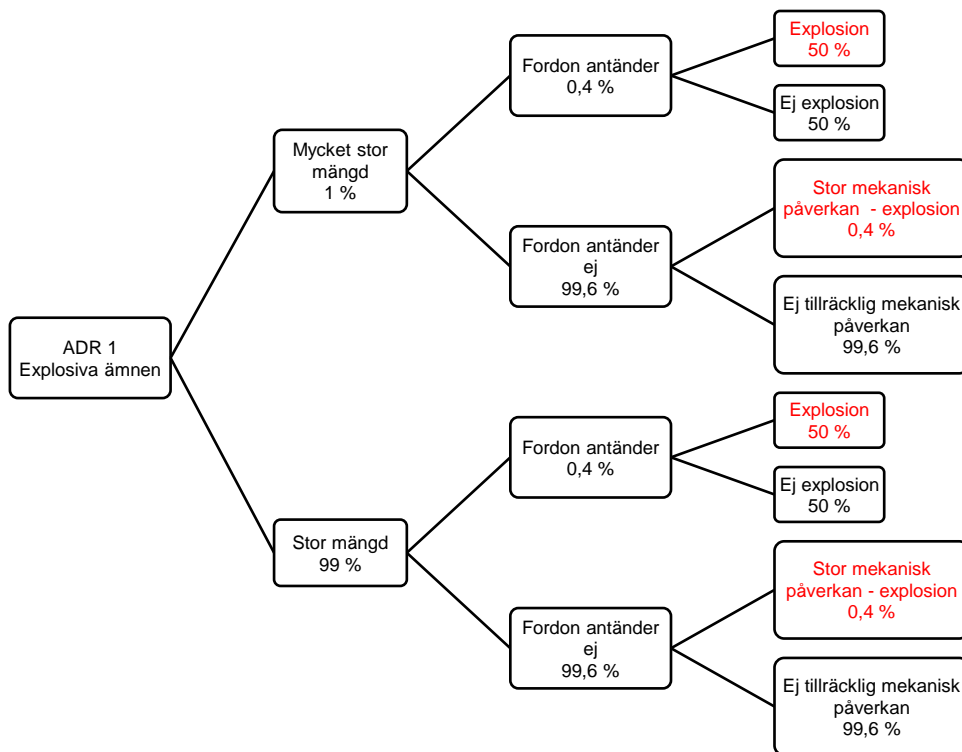 ADR 1
Explosiva ämnen
Mycket stor
mängd
1 %
Fordon antänder
0,4 %
Explosion
50 %
Ej explosion
50 %
Fordon antänder
ej
99,6 %
Stor mekanisk
påverkan - explosion
0,4 %
Ej tillräcklig mekanisk
påverkan
99,6 %
Stor mängd
99 %
Fordon antänder
0,4 %
Explosion
50 %
Ej explosion
50 %
Fordon antänder
ej
99,6 %
Stor mekanisk
påverkan - explosion
0,4 %
Ej tillräcklig mekanisk
påverkan
99,6 %